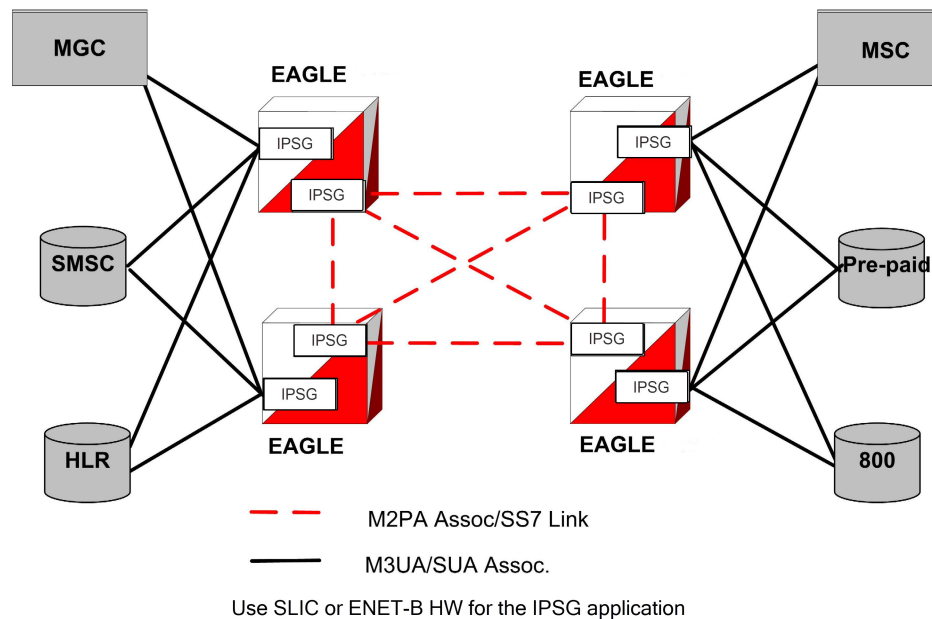 MGC
MSC
EAGLE
EAGLE
IPSG
IPSG
IPSG
IPSG
SMSC
Pre-paid
IPSG
IPSG
IPSG
IPSG
EAGLE
EAGLE
HLR
800
M2PA Assoc/SS7 Link
M3UA/SUA Assoc.
Use SLIC or ENET-B HW for the IPSG application